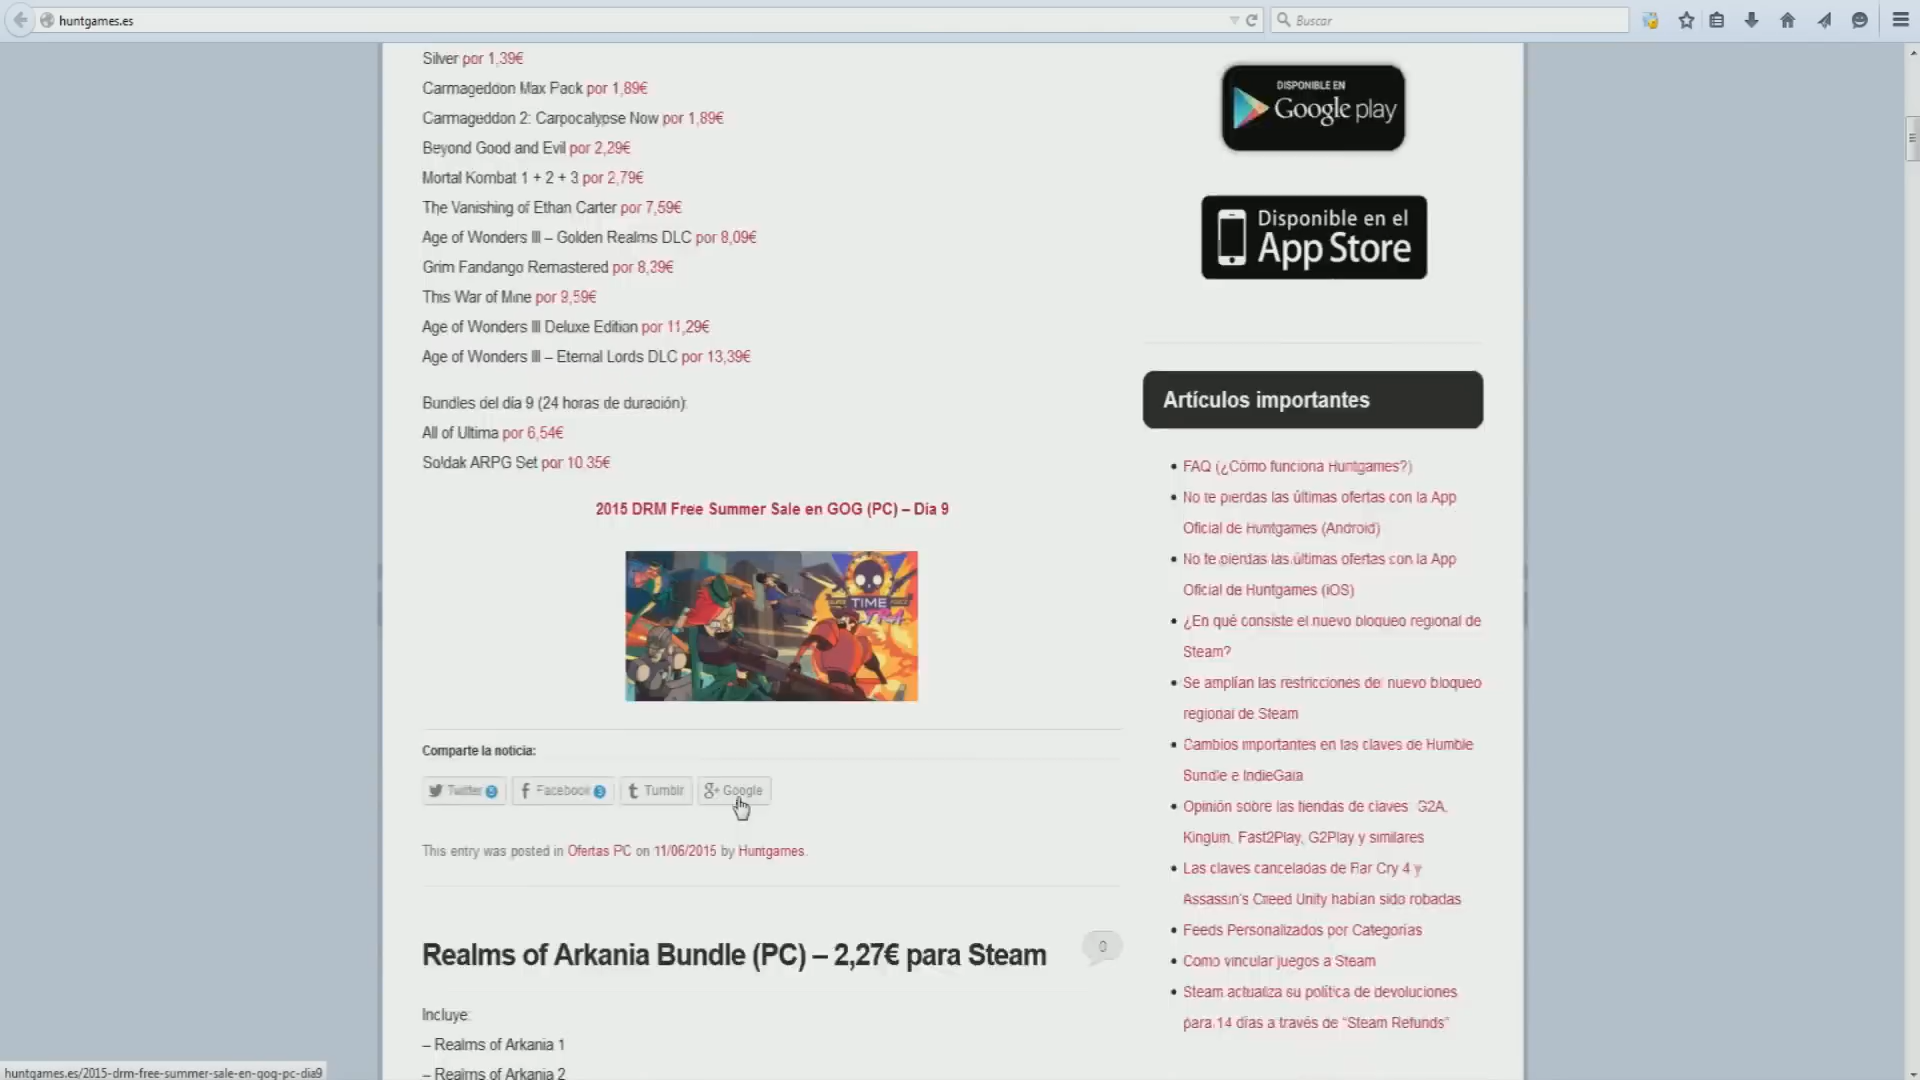 huntgames.es
Buscar
Silver por 1,39€
Carmageddon Max Pack por 1,89€
Carmageddon 2: Carpocalypse Now por 1,89€
Beyond Good and Evil por 2,29€
Mortal Kombat 1 + 2 + 3 por 2,79€
The Vanishing of Ethan Carter por 7,59€
Age of Wonders III – Golden Realms DLC por 8,09€
Grim Fandango Remastered por 8,39€
This War of Mine por 9,59€
Age of Wonders III Deluxe Edition por 11,29€
Age of Wonders III – Eternal Lords DLC por 13,39€
Bundles del día 9 (24 horas de duración):
All of Ultima por 6,54€
Soldak ARPG Set por 10.35€
2015 DRM Free Summer Sale en GOG (PC) – Día 9
TIME
Comparte la noticia:
Twitter 5
Facebook 3
Tumblr
g+ Google
This entry was posted in Ofertas PC on 11/06/2015 by Huntgames.
Realms of Arkania Bundle (PC) – 2,27€ para Steam
0
Incluye:
– Realms of Arkania 1
– Realms of Arkania 2
DISPONIBLE EN
Google play
Disponible en el
App Store
Artículos importantes
• FAQ (¿Cómo funciona Huntgames?)
• No te pierdas las últimas ofertas con la App
Oficial de Huntgames (Android)
• No te pierdas las últimas ofertas con la App
Oficial de Huntgames (iOS)
• ¿En qué consiste el nuevo bloqueo regional de
Steam?
• Se amplían las restricciones del nuevo bloqueo
regional de Steam
• Cambios importantes en las claves de Humble
Bundle e IndieGala
• Opinión sobre las tiendas de claves: G2A,
Kinguin, Fast2Play, G2Play y similares
• Las claves canceladas de Far Cry 4 y
Assassin's Creed Unity habían sido robadas
• Feeds Personalizados por Categorías
• Como vincular juegos a Steam
• Steam actualiza su política de devoluciones
para 14 días a través de “Steam Refunds”
huntgames.es/2015-drm-free-summer-sale-en-gog-pc-dia9